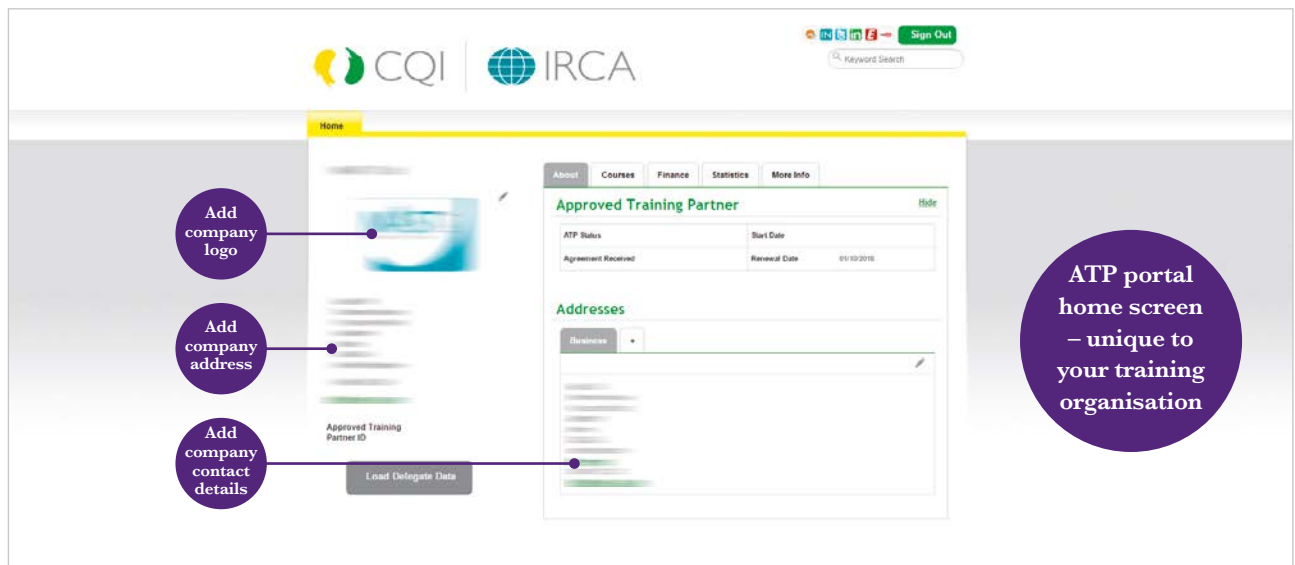 CQI
IRCA
Sign Out
Keyword Search
Home
About
Courses
Finance
Statistics
More Info
Approved Training Partner
Hide
ATP Status
Start Date
Agreement Received
Renewal Date
01/10/2018
Addresses
Business
+
Approved Training
Partner ID
Load Delegate Data
Add
company
logo
Add
company
address
Add
company
contact
details
ATP portal
home screen
– unique to
your training
organisation